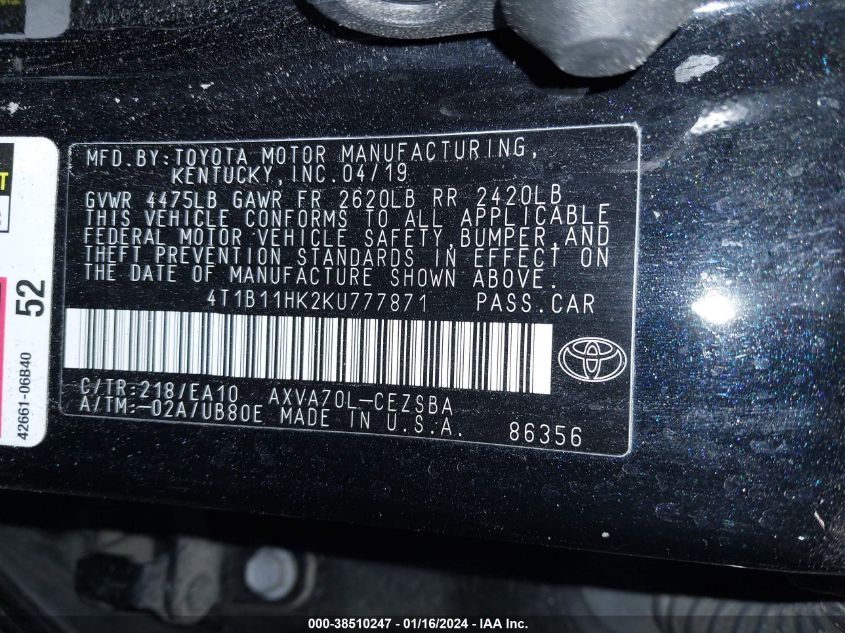 MFD.BY:TOYOTA MOTOR MANUFACTURING,
KENTUCKY,INC.04/19
GVWR 4475LB GAWR FR 2620LB RR 2420LB
THIS VEHICLE CONFORMS TO ALL APPLICABLE
FEDERAL MOTOR VEHICLE SAFETY,BUMPER,AND
THEFT PREVENTION STANDARDS IN EFFECT ON
THE DATE OF MANUFACTURE SHOWN ABOVE.
4T1B11HK2KU777871 PASS.CAR
C/TR:218/EA10 AXVA70L-CEZSBA
A/TM:-02A/UB80E MADE IN U.S.A. 86356
52
42661-06B40
000-38510247 - 01/16/2024 - IAA Inc.